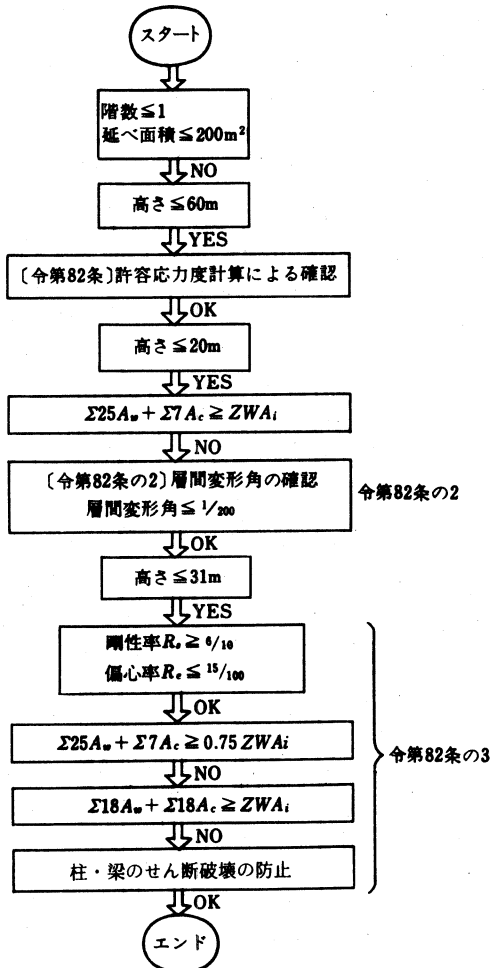 スタート
階数≦1
延べ面積≦200m²
NO
高さ≦60m
YES
〔令第82条〕許容応力度計算による確認
OK
高さ≦20m
YES
Σ25Aw+Σ7Ac≧ZWAi
NO
〔令第82条の2〕層間変形角の確認
層間変形角≦1/200
令第82条の2
OK
高さ≦31m
YES
剛性率Rs≧6/10
偏心率Re≦15/100
OK
Σ25Aw+Σ7Ac≧0.75ZWAi
令第82条の3
NO
Σ18Aw+Σ18Ac≧ZWAi
NO
柱・梁のせん断破壊の防止
OK
エンド